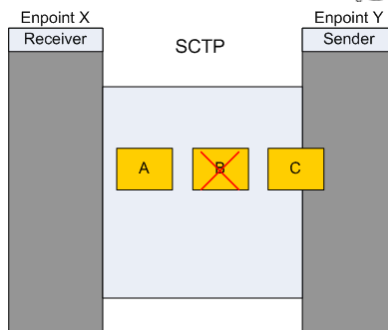 Enpoint X
Enpoint Y
Receiver
SCTP
Sender
A
B
C